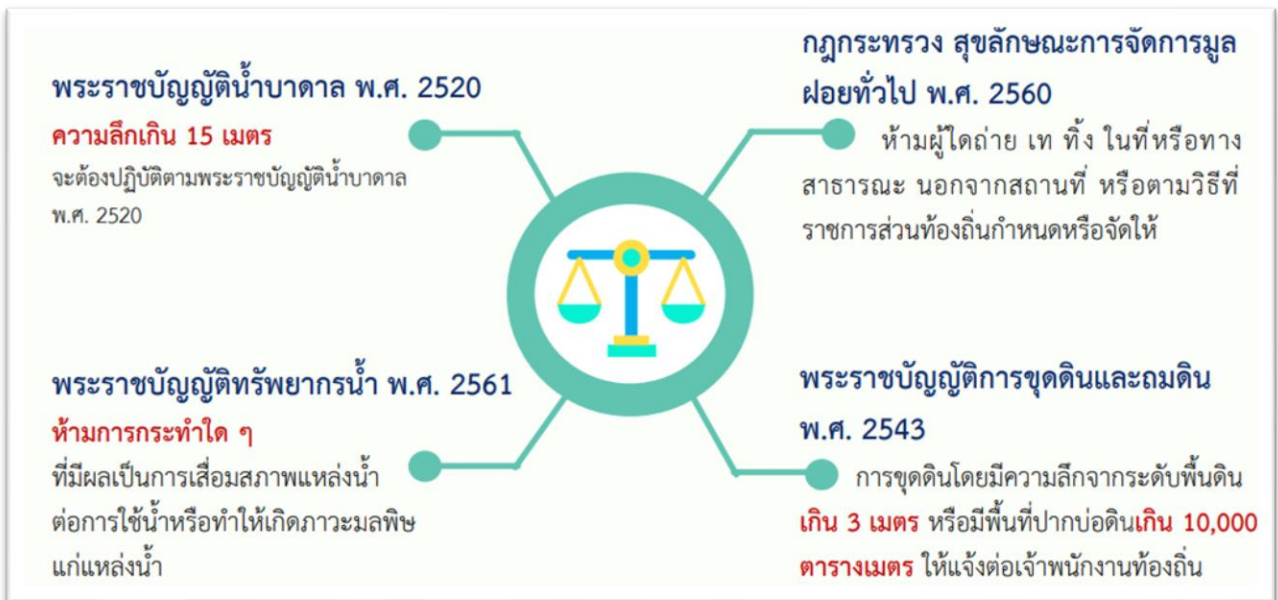 พระราชบัญญัติน้ำบาดาล พ.ศ. 2520
ความลึกเกิน 15 เมตร
จะต้องปฏิบัติตามพระราชบัญญัติน้ำบาดาล
พ.ศ. 2520
กฎกระทรวง สุขลักษณะการจัดการมูล
ฝอยทั่วไป พ.ศ. 2560
ห้ามผู้ใดถ่าย เท ทิ้ง ในที่หรือทาง
สาธารณะ นอกจากสถานที่ หรือตามวิธีที่
ราชการส่วนท้องถิ่นกำหนดหรือจัดให้
พระราชบัญญัติทรัพยากรน้ำ พ.ศ. 2561
ห้ามการกระทำใด ๆ
ที่มีผลเป็นการเสื่อมสภาพแหล่งน้ำ
ต่อการใช้น้ำหรือทำให้เกิดภาวะมลพิษ
แก่แหล่งน้ำ
พระราชบัญญัติการขุดดินและถมดิน
พ.ศ. 2543
การขุดดินโดยมีความลึกจากระดับพื้นดิน
เกิน 3 เมตร หรือมีพื้นที่ปากบ่อดินเกิน 10,000
ตารางเมตร ให้แจ้งต่อเจ้าพนักงานท้องถิ่น